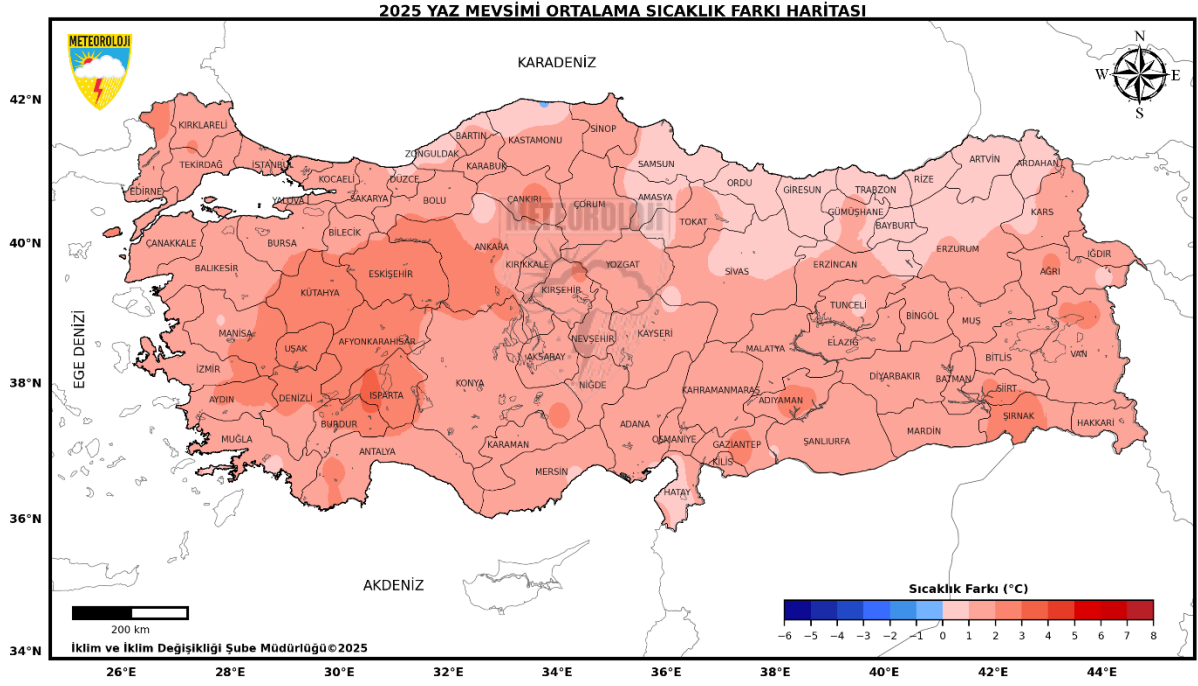 2025 YAZ MEVSİMİ ORTALAMA SICAKLIK FARKI HARİTASI
METEOROLOJİ
KARADENİZ
N
W E
S
42°N
KIRKLARELİ
SİNOP
BARTIN
KASTAMONU
ZONGULDAK
TEKİRDAĞ
İSTANBUL
KARABÜK
SAMSUN
ARTVİN
ARDAHAN
KOCAELİ
DÜZCE
ORDU
RİZE
EDİRNE
YALOVA
SAKARYA
BOLU
ÇANKIRI
ÇORUM
AMASYA
GİRESUN
TRABZON
METEOROLOJİ
TOKAT
GÜMÜŞHANE
KARS
BAYBURT
BİLECİK
40°N
ÇANAKKALE
BURSA
ANKARA
ERZURUM
IĞDIR
BALIKESİR
ESKİŞEHİR
KIRIKKALE
YOZGAT
SİVAS
ERZİNCAN
AĞRI
KÜTAHYA
KIRŞEHİR
TUNCELİ
BİNGÖL
MUŞ
EGE DENİZİ
MANİSA
UŞAK
AFYONKARAHİSAR
NEVŞEHİR
KAYSERİ
MALATYA
ELAZIĞ
AKSARAY
BİTLİS
VAN
İZMİR
38°N
KONYA
NİĞDE
KAHRAMANMARAŞ
DİYARBAKIR
BATMAN
SİİRT
AYDIN
DENİZLİ
ISPARTA
ADIYAMAN
BURDUR
ADANA
ŞIRNAK
HAKKARİ
MUĞLA
ANTALYA
KARAMAN
OSMANİYE
GAZİANTEP
ŞANLIURFA
MARDİN
MERSİN
KİLİS
HATAY
36°N
AKDENİZ
Sıcaklık Farkı (°C)
200 km
−6 −5 −4 −3 −2 −1 0 1 2 3 4 5 6 7 8
İklim ve İklim Değişikliği Şube Müdürlüğü©2025
34°N
26°E 28°E 30°E 32°E 34°E 36°E 38°E 40°E 42°E 44°E